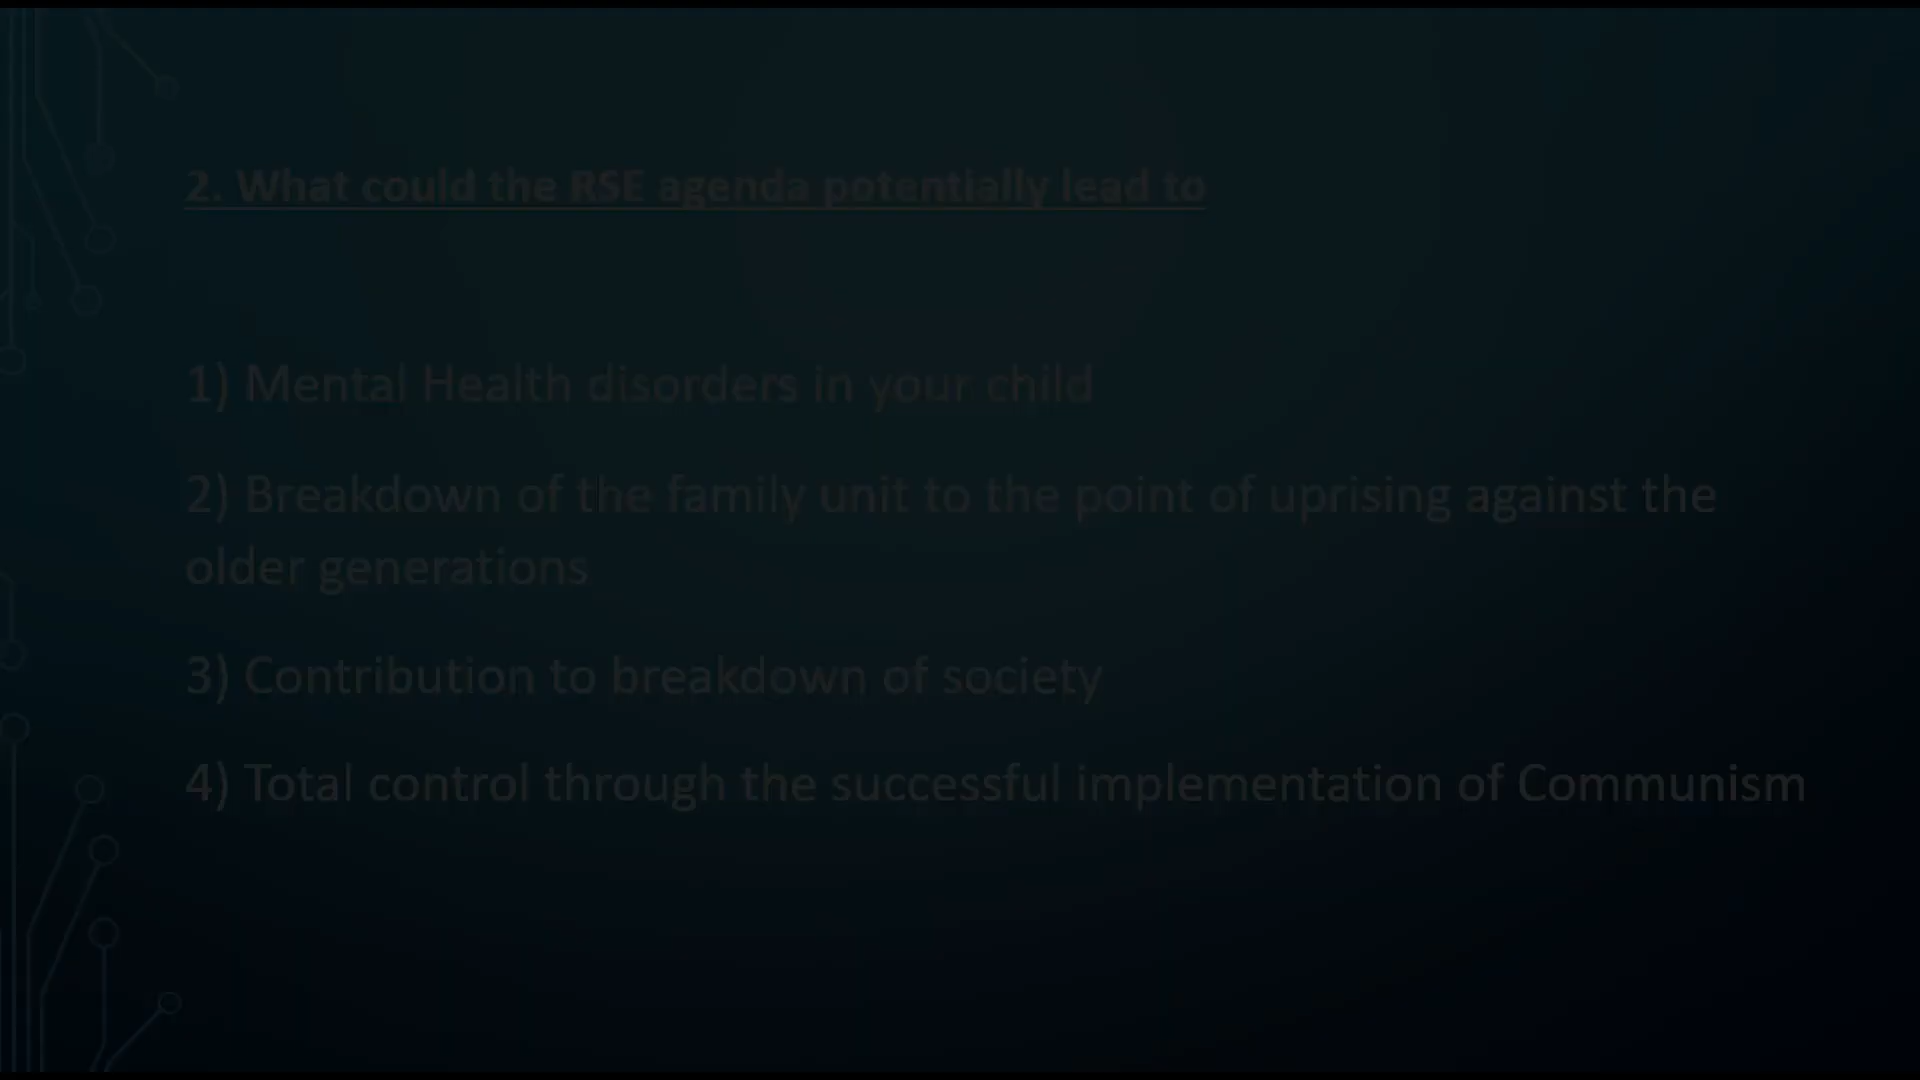 2. What could the RSE agenda potentially lead to
1) Mental Health disorders in your child
2) Breakdown of the family unit to the point of uprising against the
older generations
3) Contribution to breakdown of society
4) Total control through the successful implementation of Communism